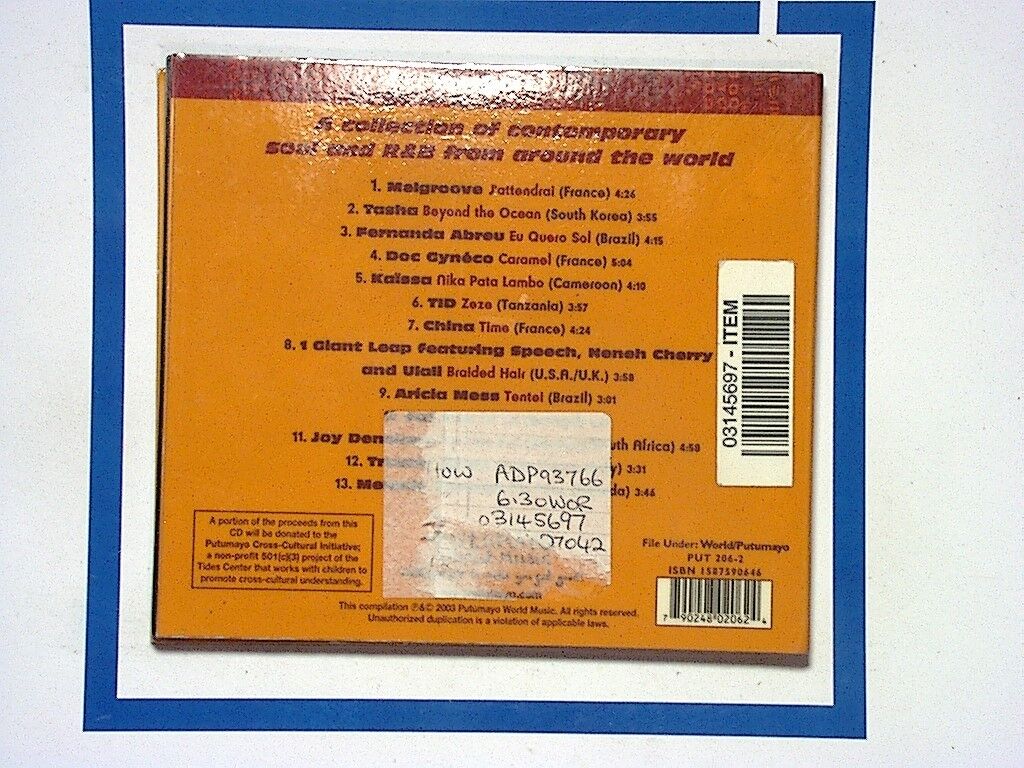 A collection of contemporary
soul and R&B from around the world
1. Melgroove J'attendrai (France) 4:26
2. Tasha Beyond the Ocean (South Korea) 3:55
3. Fernanda Abreu Eu Quero Sol (Brazil) 4:15
4. Doc Gynéco Caramel (France) 5:04
5. Kaïssa Nika Pata Lambo (Cameroon) 4:10
6. TID Zeze (Tanzania) 3:57
7. China Time (France) 4:24
8. 1 Giant Leap featuring Speech, Neneh Cherry
and Ulali Braided Hair (U.S.A./U.K.) 3:58
9. Aricia Mess Tentei (Brazil) 3:01
11. Joy Africa) 4:58
12. 3:31
13. 3:46
ADP93766
6.30WOR
03145697
07042
03145697 - ITEM
A portion of the proceeds from this
CD will be donated to the
Putumayo Cross-Cultural Initiative;
a non-profit 501(c)(3) project of the
Tides Center that works with children to
promote cross-cultural understanding.
File Under: World/Putumayo
PUT 206-2
ISBN 1587590646
7 90248 02062 4
This compilation ℗&© 2003 Putumayo World Music. All rights reserved.
Unauthorized duplication is a violation of applicable laws.